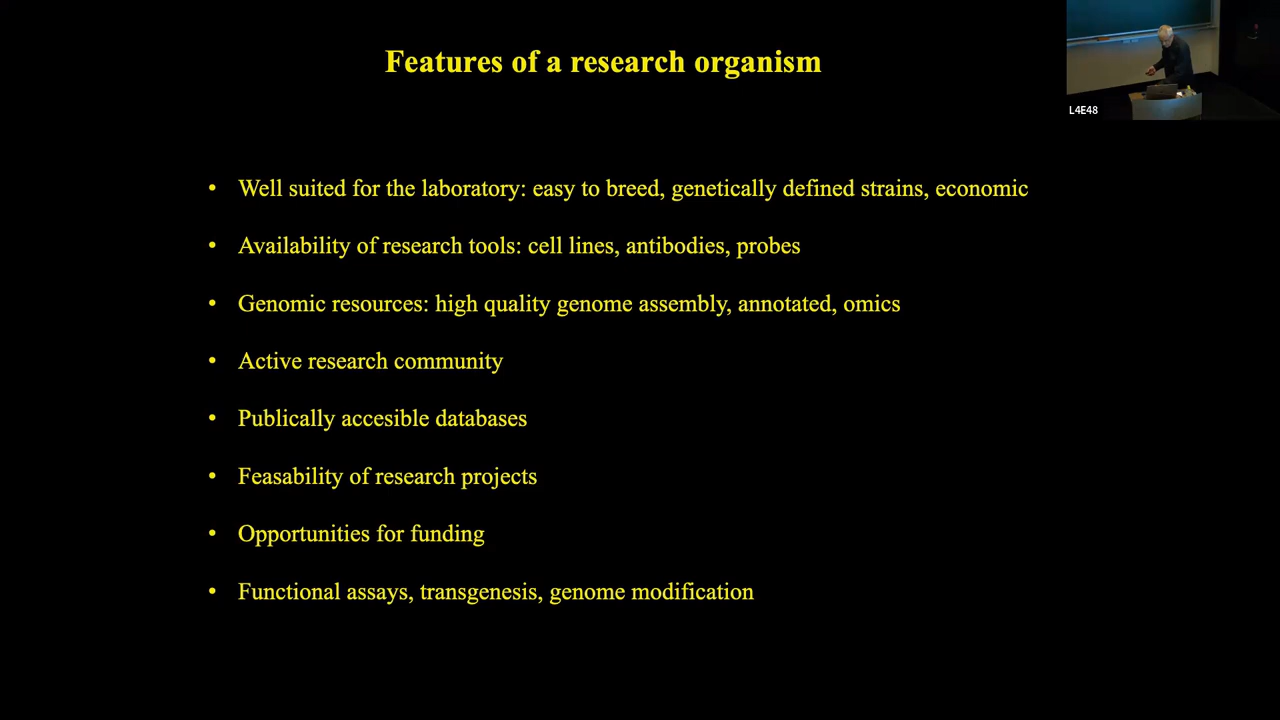 Features of a research organism
L4E48
• Well suited for the laboratory: easy to breed, genetically defined strains, economic
• Availability of research tools: cell lines, antibodies, probes
• Genomic resources: high quality genome assembly, annotated, omics
• Active research community
• Publically accesible databases
• Feasability of research projects
• Opportunities for funding
• Functional assays, transgenesis, genome modification